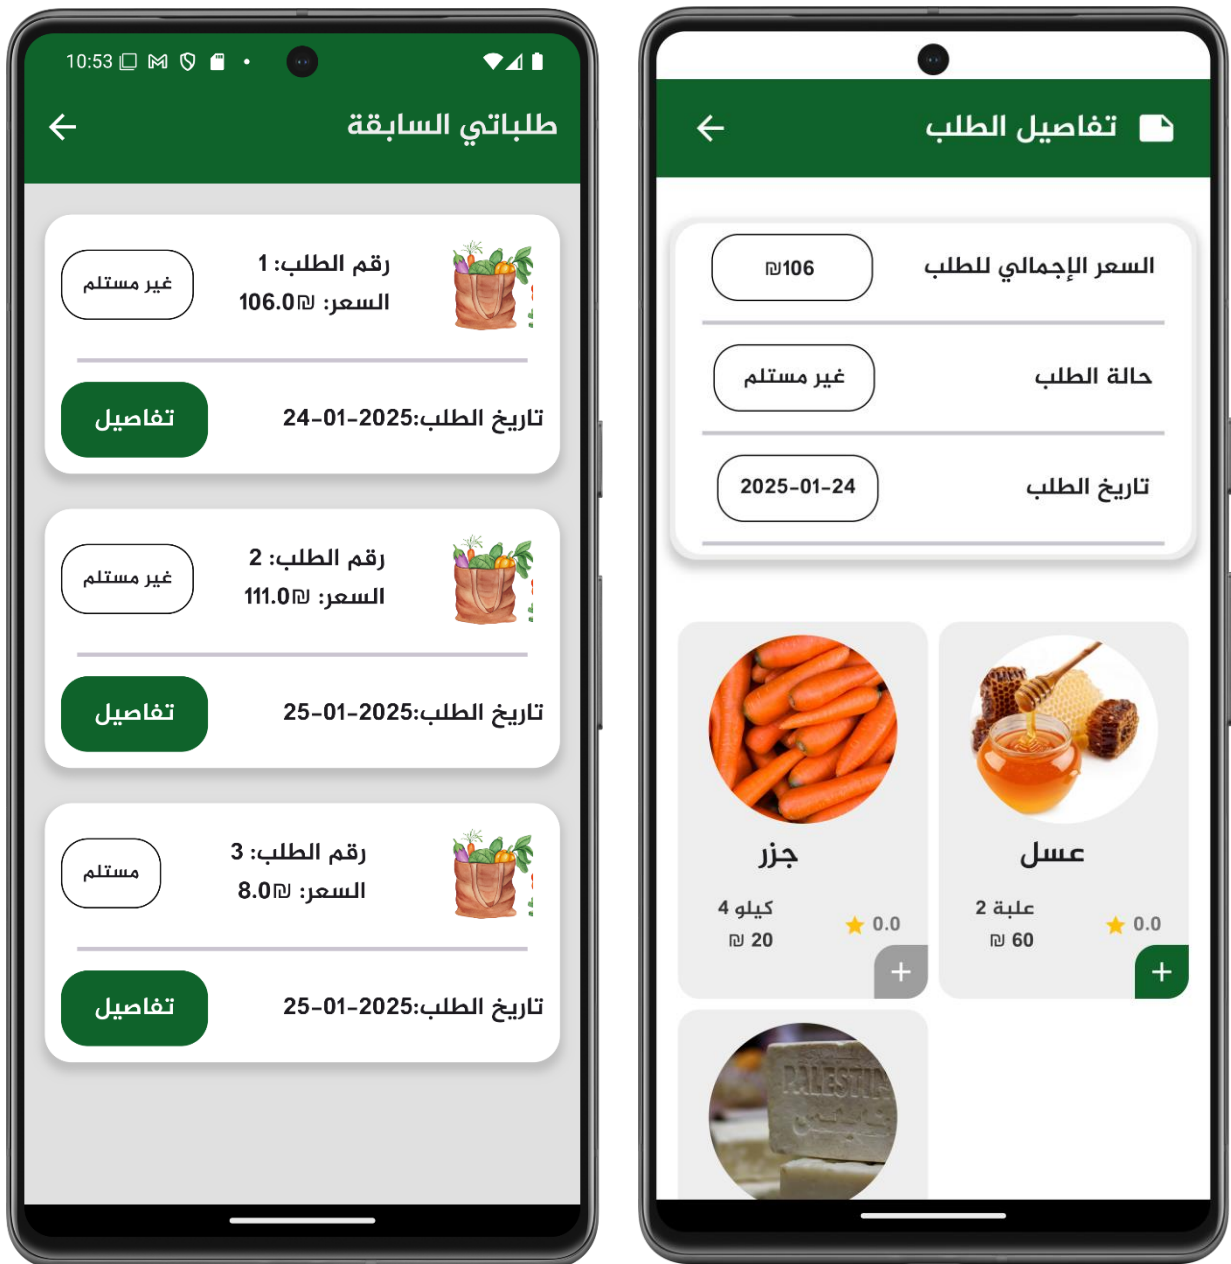 10:53
طلباتي السابقة
رقم الطلب: 1
السعر: ₪106.0
غير مستلم
تاريخ الطلب:2025-01-24
تفاصيل
رقم الطلب: 2
السعر: ₪111.0
غير مستلم
تاريخ الطلب:2025-01-25
تفاصيل
رقم الطلب: 3
السعر: ₪8.0
مستلم
تاريخ الطلب:2025-01-25
تفاصيل
تفاصيل الطلب
السعر الإجمالي للطلب
₪106
حالة الطلب
غير مستلم
تاريخ الطلب
2025-01-24
عسل
علبة 2
0.0
₪ 60
+
جزر
كيلو 4
0.0
₪ 20
+
PALESTIN